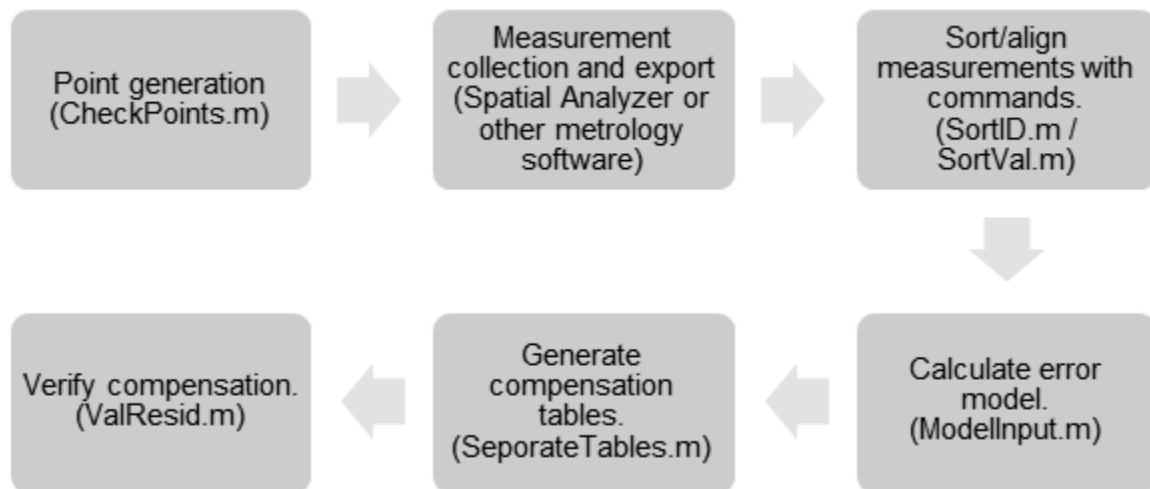 Point generation
(CheckPoints.m)
Measurement
collection and export
(Spatial Analyzer or
other metrology
software)
Sort/align
measurements with
commands.
(SortID.m /
SortVal.m)
Calculate error
model.
(ModelInput.m)
Generate
compensation
tables.
(SeporateTables.m)
Verify compensation.
(ValResid.m)